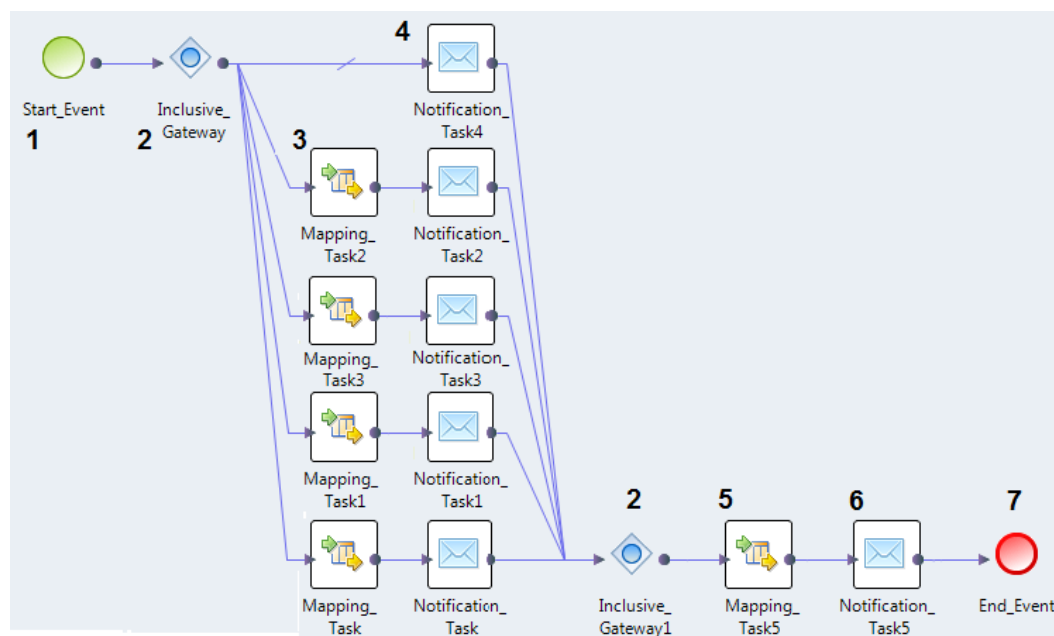 4
Start_Event
Inclusive_
Gateway
Notification_
Task4
1
2
3
Mapping_
Task2
Notification_
Task2
Mapping_
Task3
Notification_
Task3
Mapping_
Task1
Notification_
Task1
2
5
6
7
Mapping_
Task
Notification_
Task
Inclusive_
Gateway1
Mapping_
Task5
Notification_
Task5
End_Event